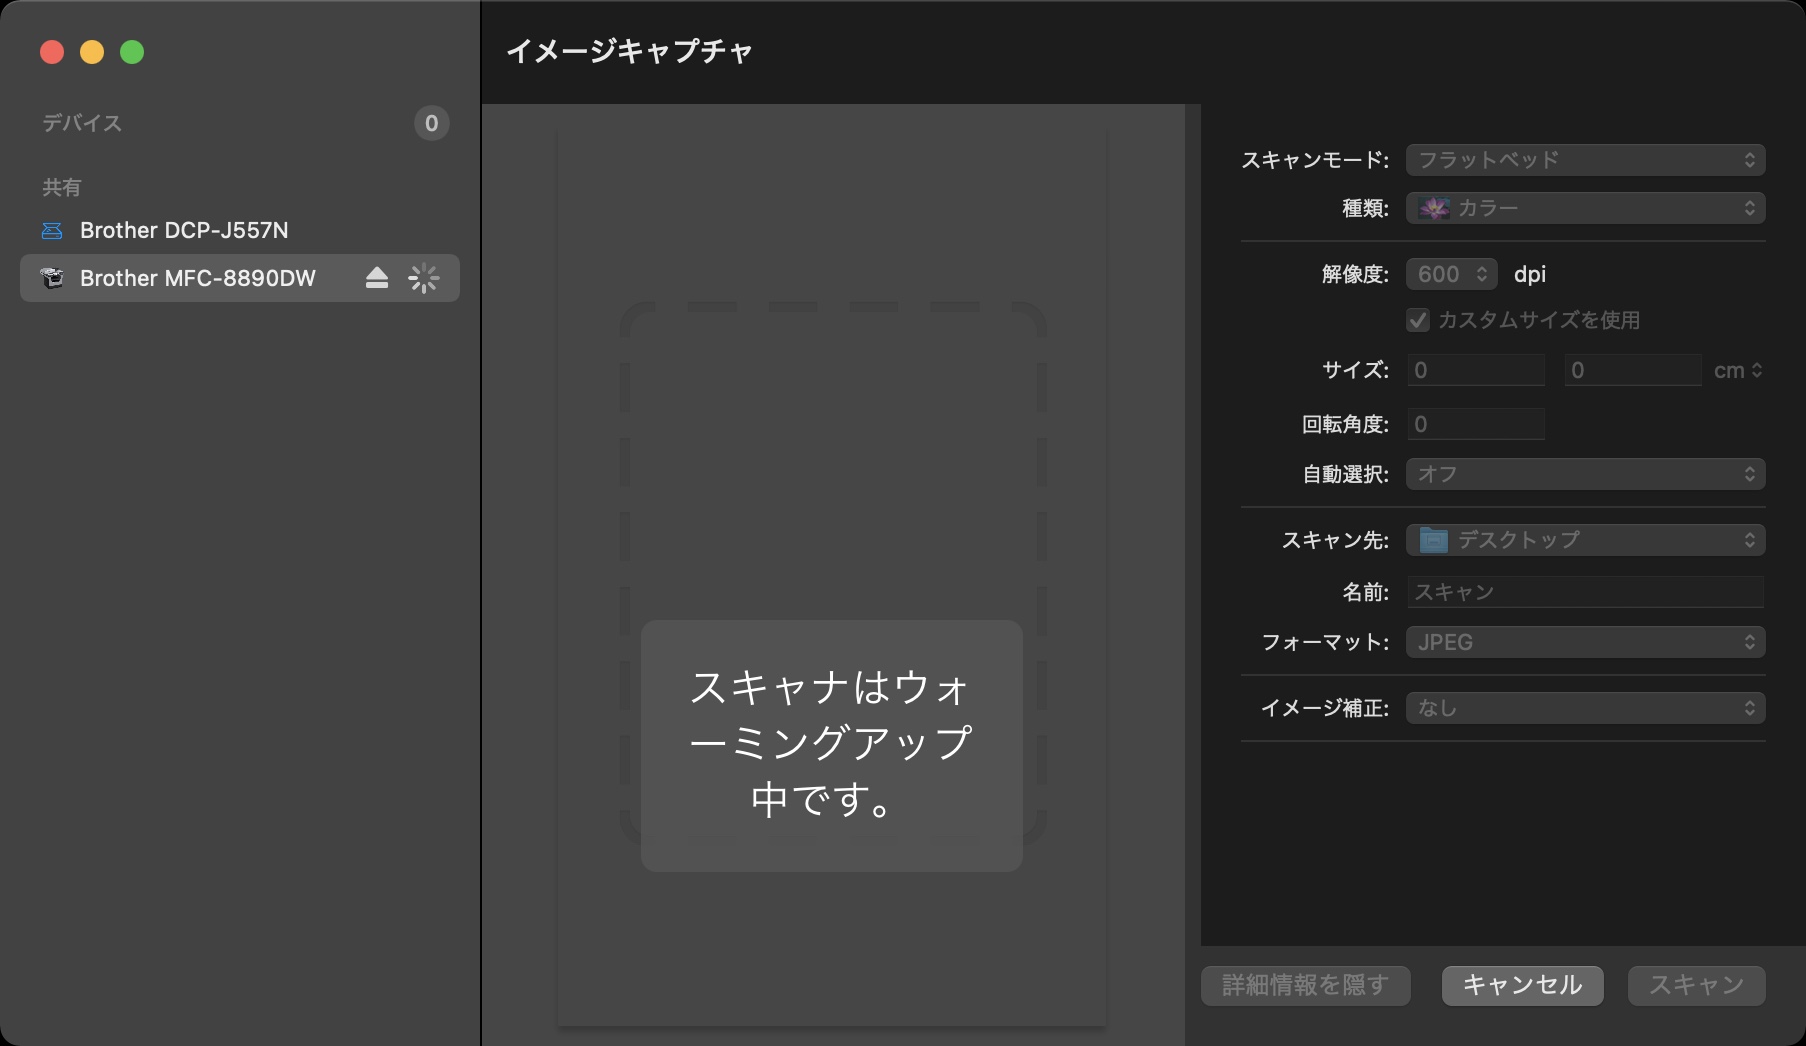 イメージキャプチャ
デバイス
0
共有
Brother DCP-J557N
Brother MFC-8890DW
スキャナはウォ
ーミングアップ
中です。
スキャンモード: フラットベッド
種類: カラー
解像度: 600 dpi
カスタムサイズを使用
サイズ: 0 0 cm
回転角度: 0
自動選択: オフ
スキャン先: デスクトップ
名前: スキャン
フォーマット: JPEG
イメージ補正: なし
詳細情報を隠す キャンセル スキャン